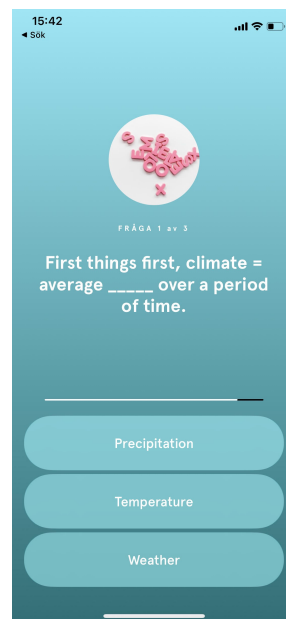 15:42
◀ Sök
FRÅGA 1 av 3
First things first, climate =
average _____ over a period
of time.
Precipitation
Temperature
Weather